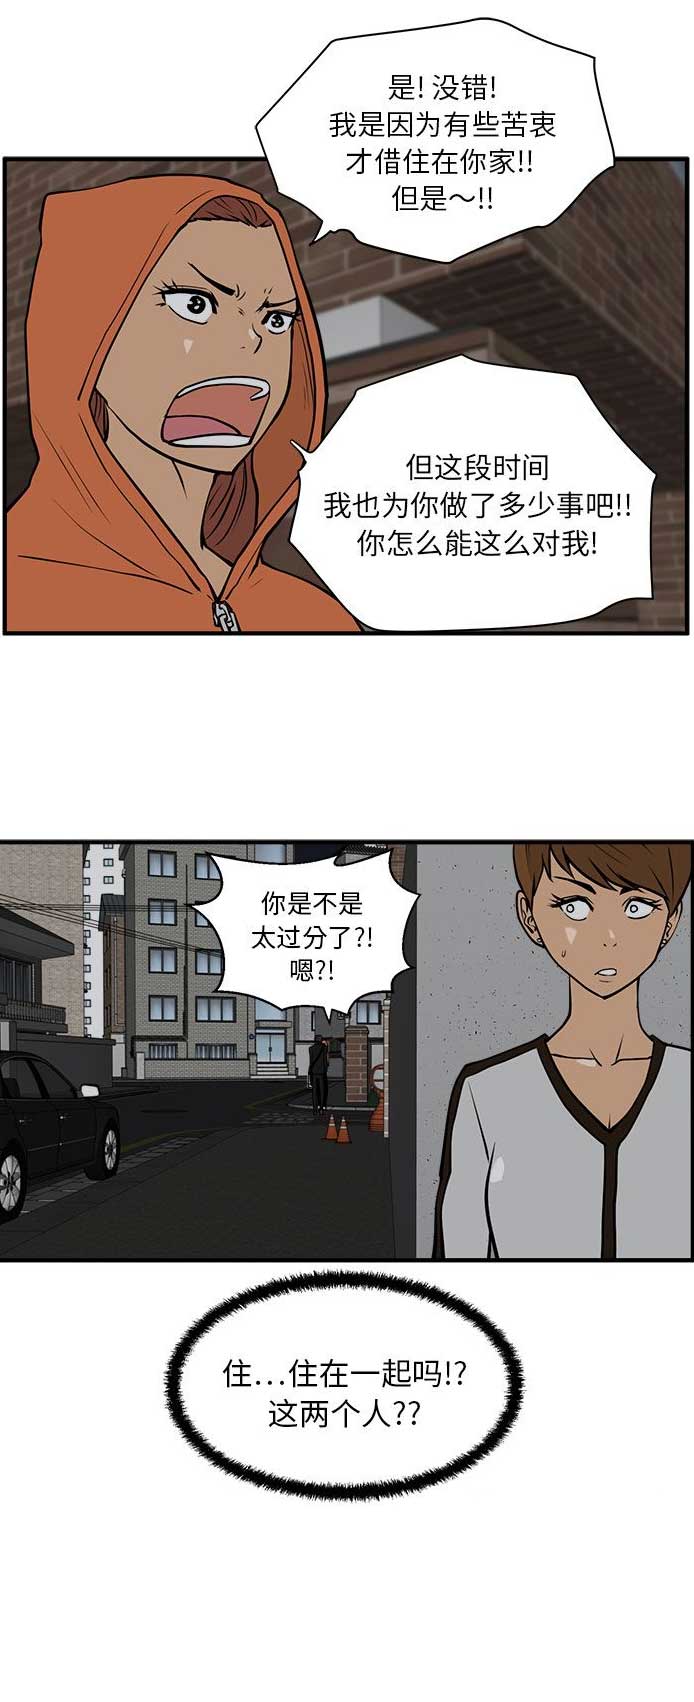 是! 没错!
我是因为有些苦衷
才借住在你家!!
但是～!!
但这段时间
我也为你做了多少事吧!!
你怎么能这么对我!
你是不是
太过分了?!
嗯?!
住...住在一起吗!?
这两个人??